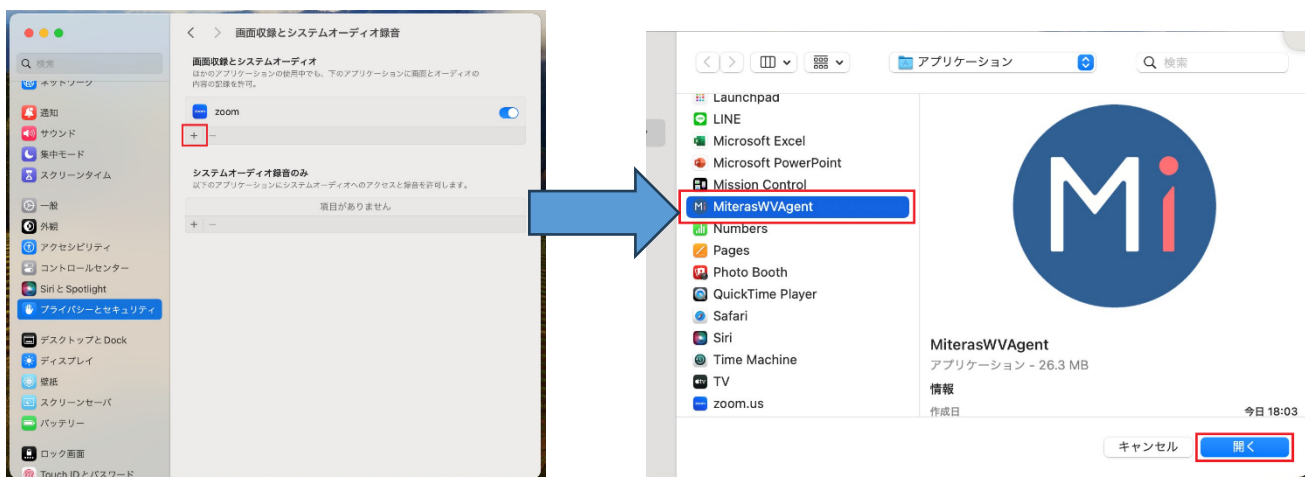 画面収録とシステムオーディオ録音
検索
ネットワーク
通知
サウンド
集中モード
スクリーンタイム
一般
外観
アクセシビリティ
コントロールセンター
Siri と Spotlight
プライバシーとセキュリティ
デスクトップと Dock
ディスプレイ
壁紙
スクリーンセーバ
バッテリー
ロック画面
Touch ID とパスワード
画面収録とシステムオーディオ
ほかのアプリケーションの使用中でも、下のアプリケーションに画面とオーディオの
内容の記録を許可。
zoom
+ −
システムオーディオ録音のみ
以下のアプリケーションにシステムオーディオへのアクセスと録音を許可します。
項目がありません
+ −
アプリケーション
検索
Launchpad
LINE
Microsoft Excel
Microsoft PowerPoint
Mission Control
MiterasWVAgent
Numbers
Pages
Photo Booth
QuickTime Player
Safari
Siri
Time Machine
TV
zoom.us
Mi
MiterasWVAgent
アプリケーション - 26.3 MB
情報
作成日 今日 18:03
キャンセル
開く